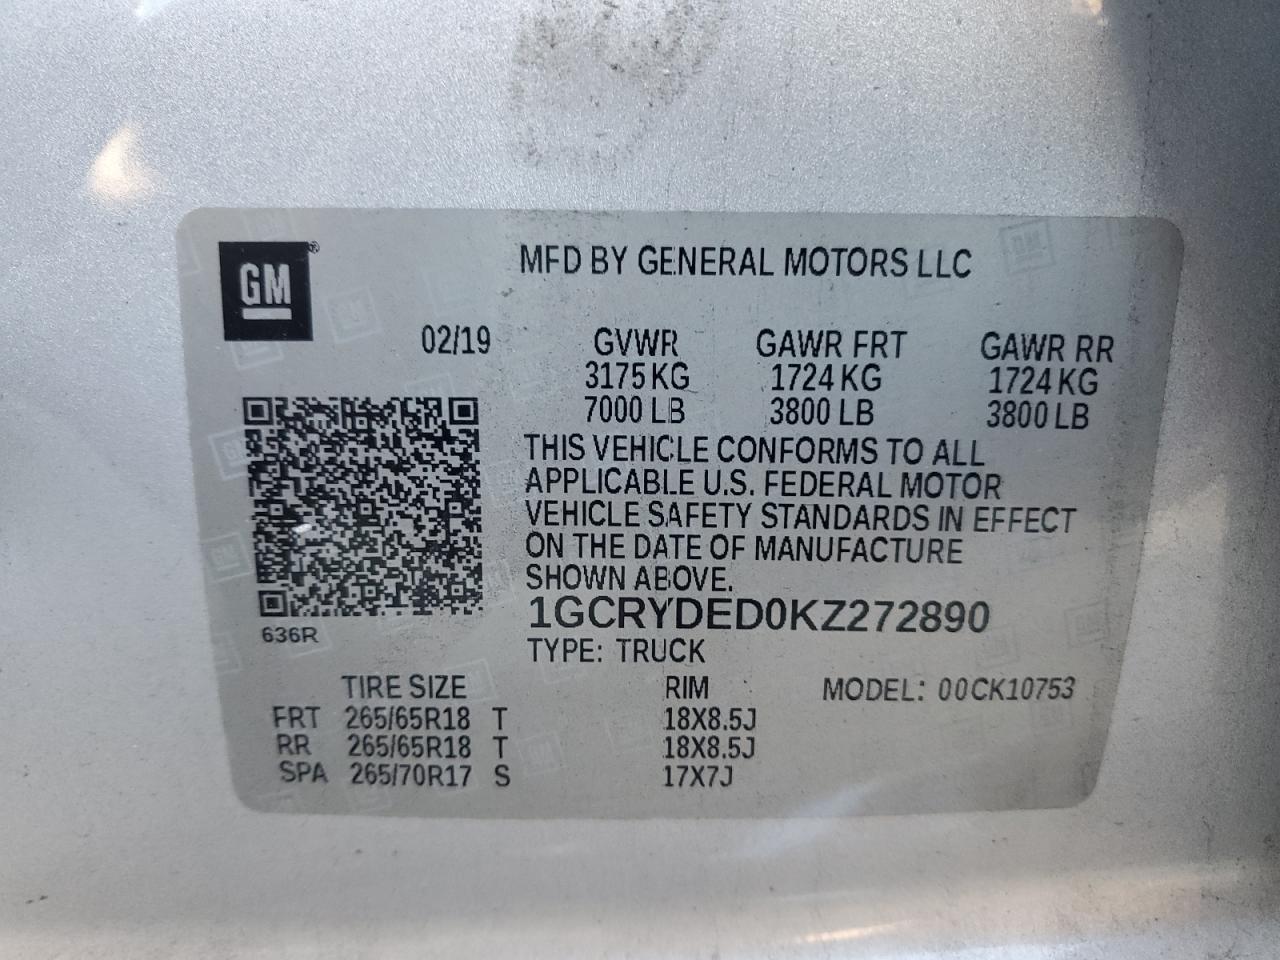 GM®
MFD BY GENERAL MOTORS LLC
02/19 GVWR GAWR FRT GAWR RR
3175 KG 1724 KG 1724 KG
7000 LB 3800 LB 3800 LB
THIS VEHICLE CONFORMS TO ALL
APPLICABLE U.S. FEDERAL MOTOR
VEHICLE SAFETY STANDARDS IN EFFECT
ON THE DATE OF MANUFACTURE
SHOWN ABOVE.
1GCRYDED0KZ272890
636R
TYPE: TRUCK
TIRE SIZE RIM MODEL: 00CK10753
FRT 265/65R18 T 18X8.5J
RR 265/65R18 T 18X8.5J
SPA 265/70R17 S 17X7J